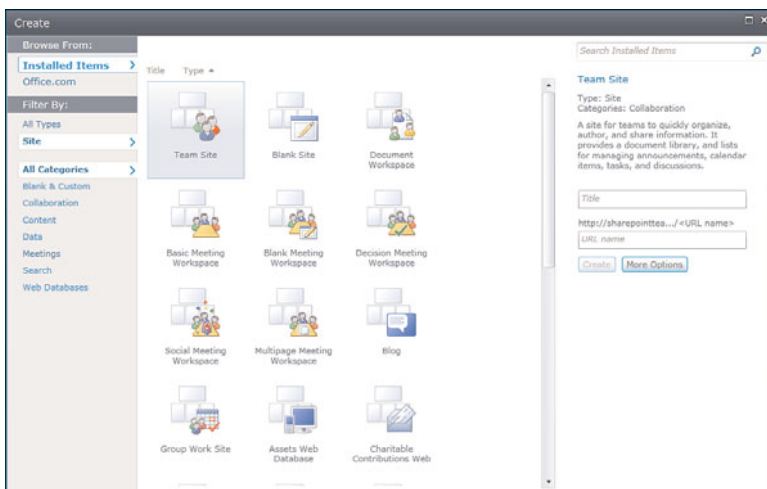 Create
Browse From:
Installed Items
Office.com
Filter By:
All Types
Site
All Categories
Blank & Custom
Collaboration
Content
Data
Meetings
Search
Web Databases
Title Type
Team Site
Blank Site
Document
Workspace
Basic Meeting
Workspace
Blank Meeting
Workspace
Decision Meeting
Workspace
Social Meeting
Workspace
Multipage Meeting
Workspace
Blog
Group Work Site
Assets Web
Database
Charitable
Contributions Web
Search Installed Items
Team Site
Type: Site
Categories: Collaboration
A site for teams to quickly organize,
author, and share information. It
provides a document library, and lists
for managing announcements, calendar
items, tasks, and discussions.
Title
http://sharepointtea.../<URL name>
URL name
Create
More Options